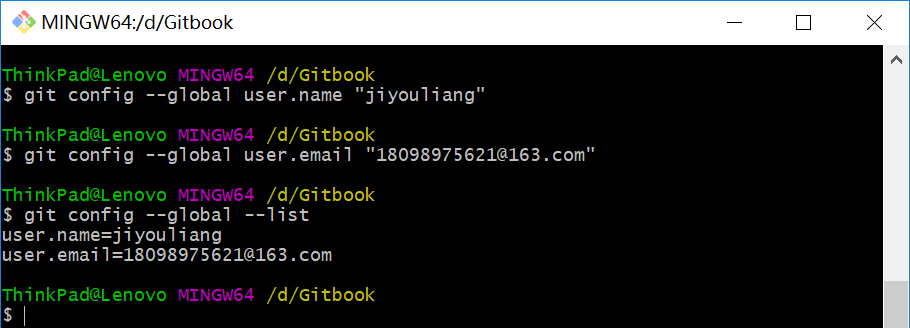 MINGW64:/d/Gitbook
ThinkPad@Lenovo MINGW64 /d/Gitbook
$ git config --global user.name "jiyouliang"
ThinkPad@Lenovo MINGW64 /d/Gitbook
$ git config --global user.email "18098975621@163.com"
ThinkPad@Lenovo MINGW64 /d/Gitbook
$ git config --global --list
user.name=jiyouliang
user.email=18098975621@163.com
ThinkPad@Lenovo MINGW64 /d/Gitbook
$